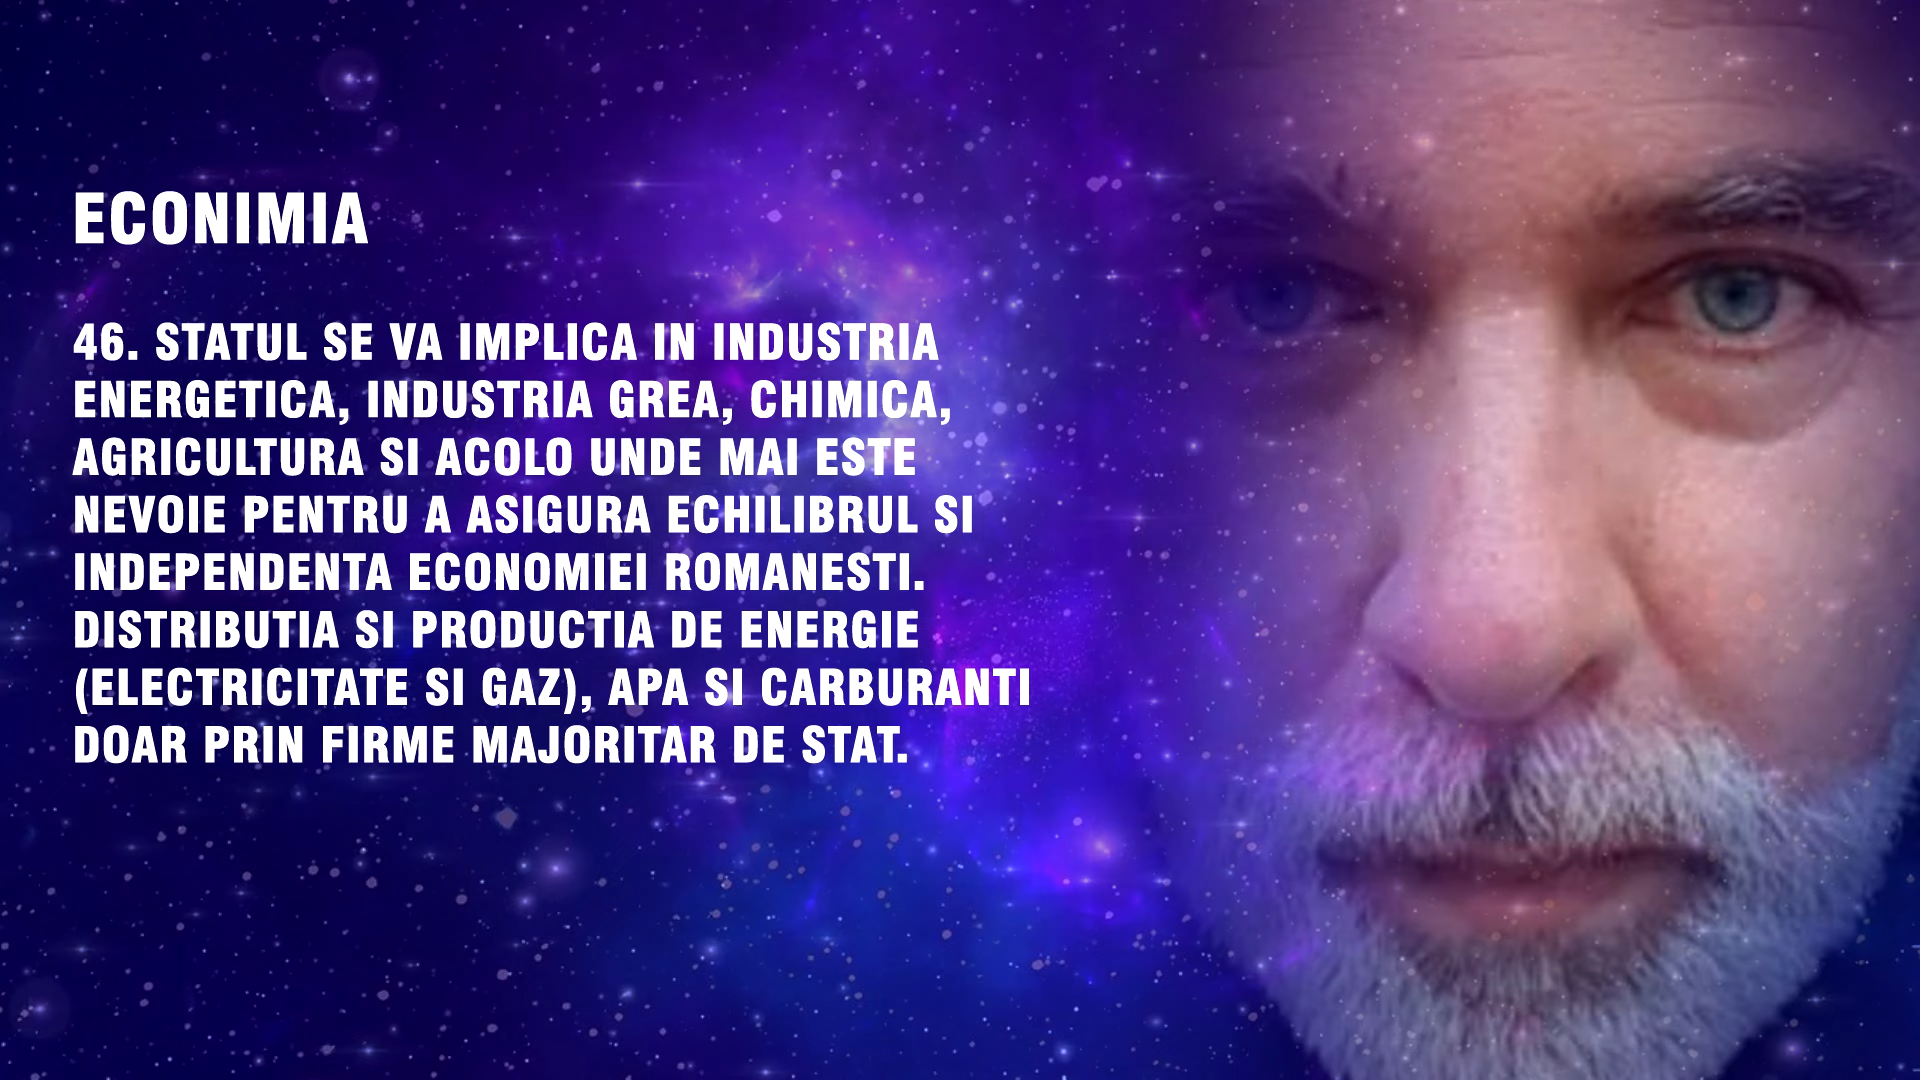 ECONIMIA
46. STATUL SE VA IMPLICA IN INDUSTRIA
ENERGETICA, INDUSTRIA GREA, CHIMICA,
AGRICULTURA SI ACOLO UNDE MAI ESTE
NEVOIE PENTRU A ASIGURA ECHILIBRUL SI
INDEPENDENTA ECONOMIEI ROMANESTI.
DISTRIBUTIA SI PRODUCTIA DE ENERGIE
(ELECTRICITATE SI GAZ), APA SI CARBURANTI
DOAR PRIN FIRME MAJORITAR DE STAT.